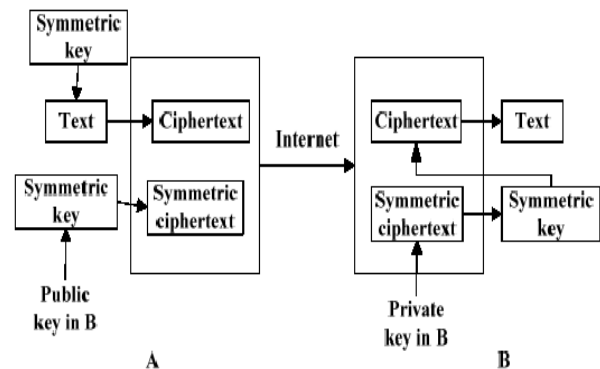 Symmetric
key
Text
Ciphertext
Symmetric
key
Symmetric
ciphertext
Public
key in B
A
Internet
Ciphertext
Text
Symmetric
ciphertext
Symmetric
key
Private
key in B
B